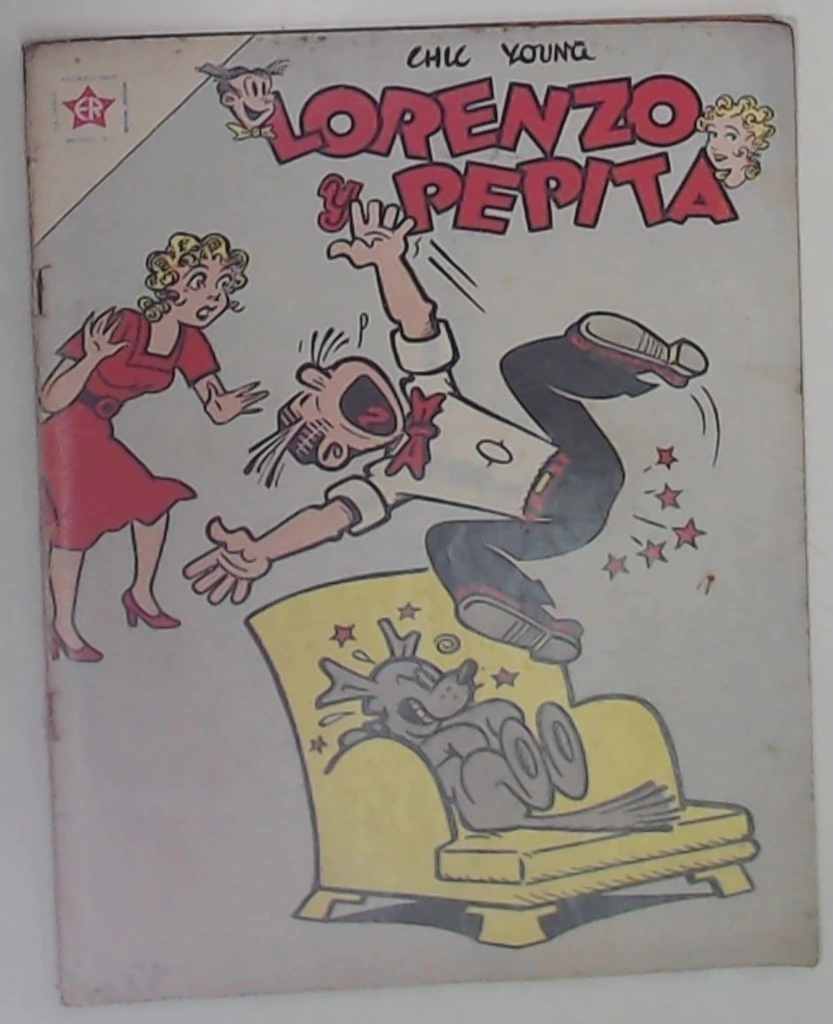 CHIC YOUNG
ER
LORENZO
Y PEPITA